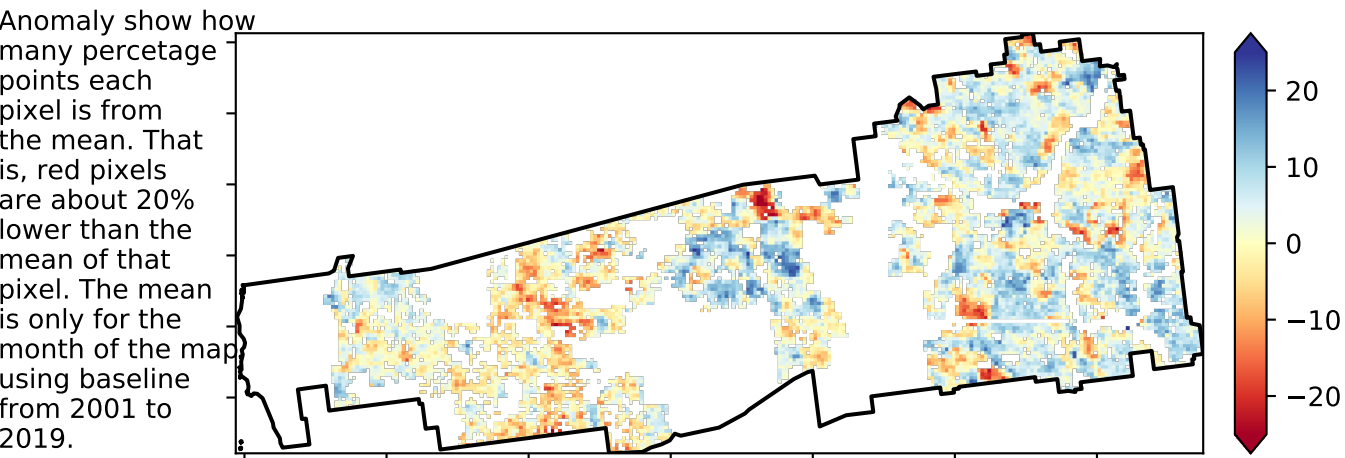 Anomaly show how
many percetage
points each
pixel is from
the mean. That
is, red pixels
are about 20%
lower than the
mean of that
pixel. The mean
is only for the
month of the map
using baseline
from 2001 to
2019.
20
10
0
−10
−20